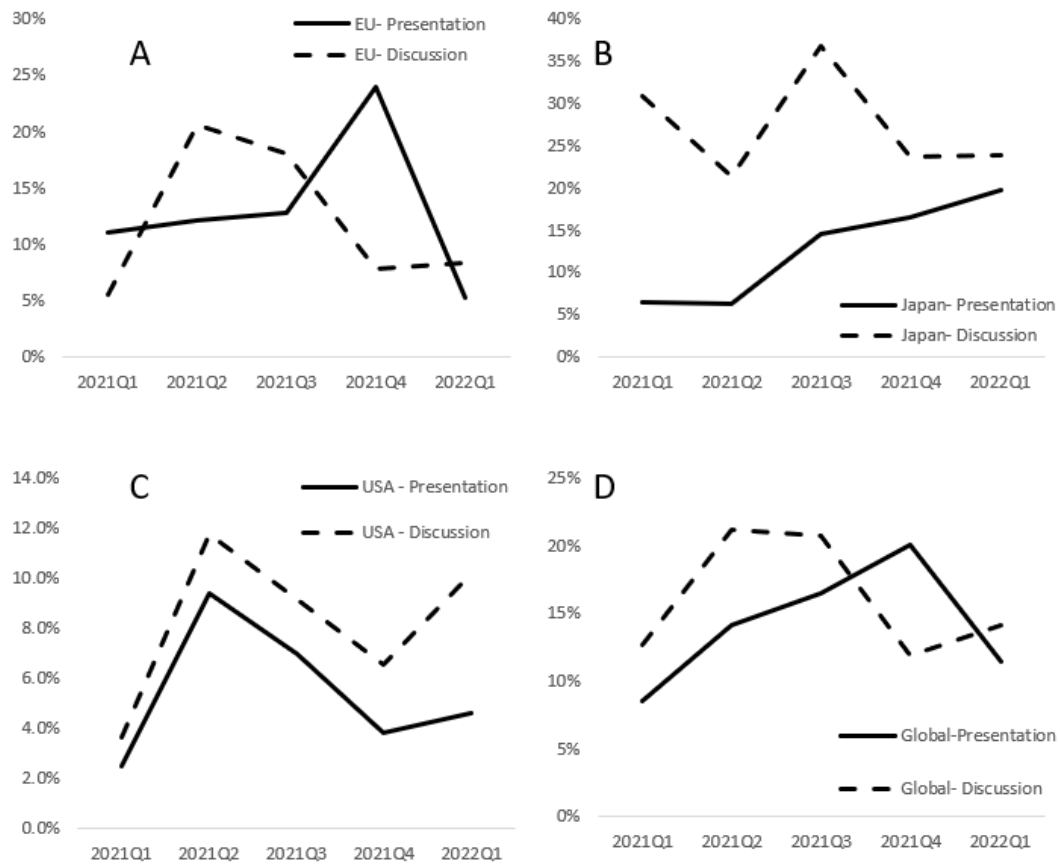 30%
25%
20%
15%
10%
5%
0%
A
EU- Presentation
EU- Discussion
2021Q1 2021Q2 2021Q3 2021Q4 2022Q1
40%
35%
30%
25%
20%
15%
10%
5%
0%
B
Japan- Presentation
Japan- Discussion
2021Q1 2021Q2 2021Q3 2021Q4 2022Q1
14.0%
12.0%
10.0%
8.0%
6.0%
4.0%
2.0%
0.0%
C
USA - Presentation
USA - Discussion
2021Q1 2021Q2 2021Q3 2021Q4 2022Q1
25%
20%
15%
10%
5%
0%
D
Global-Presentation
Global- Discussion
2021Q1 2021Q2 2021Q3 2021Q4 2022Q1